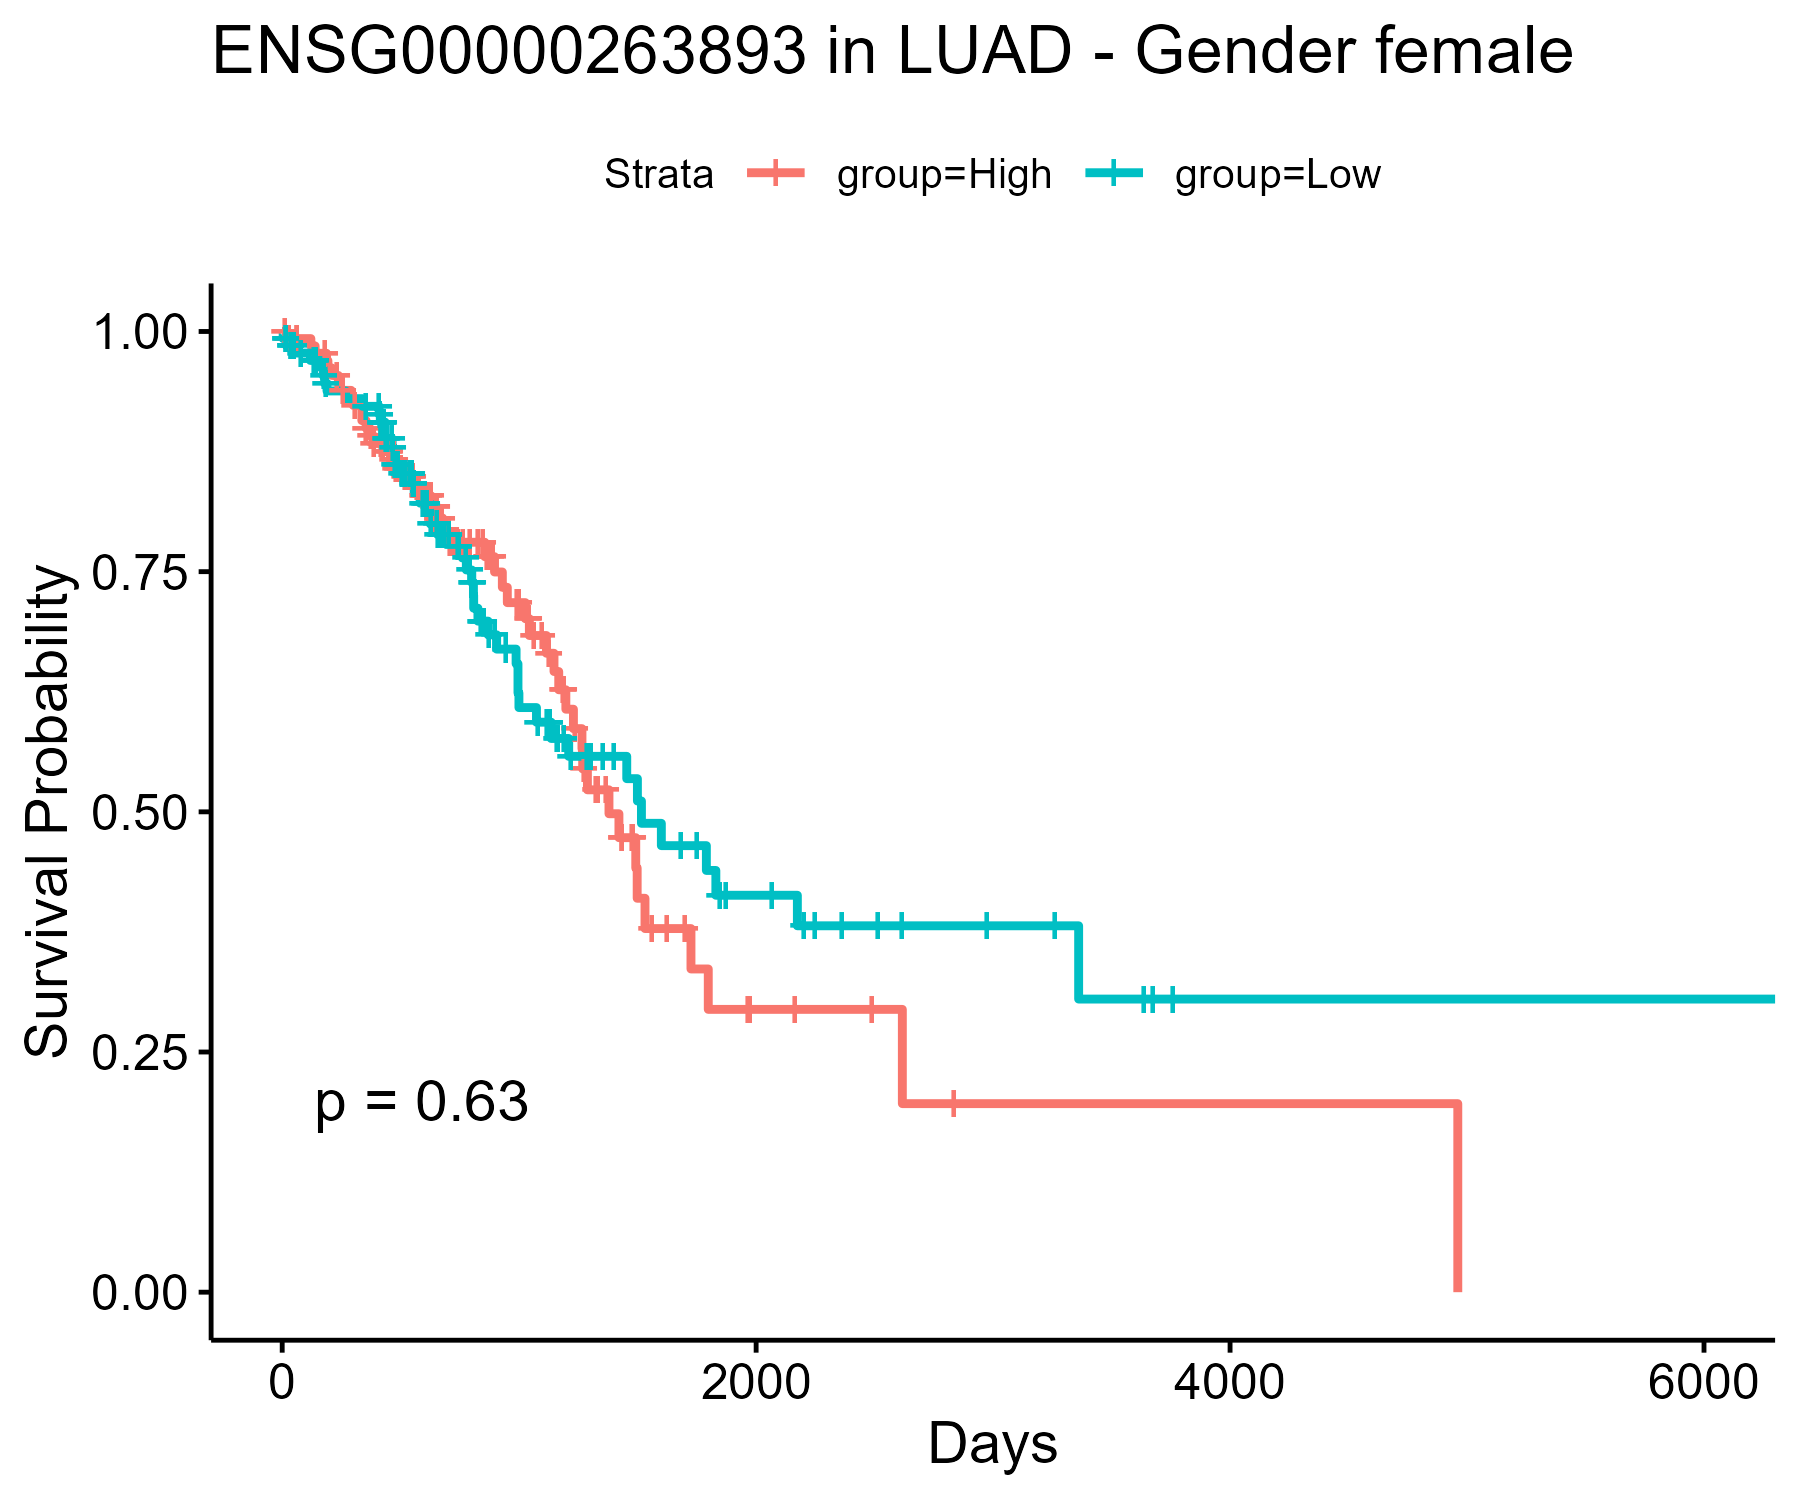 ENSG00000263893 in LUAD - Gender female
Strata group=High group=Low
1.00
0.75
0.50
0.25
0.00
Survival Probability
p = 0.63
0 2000 4000 6000
Days